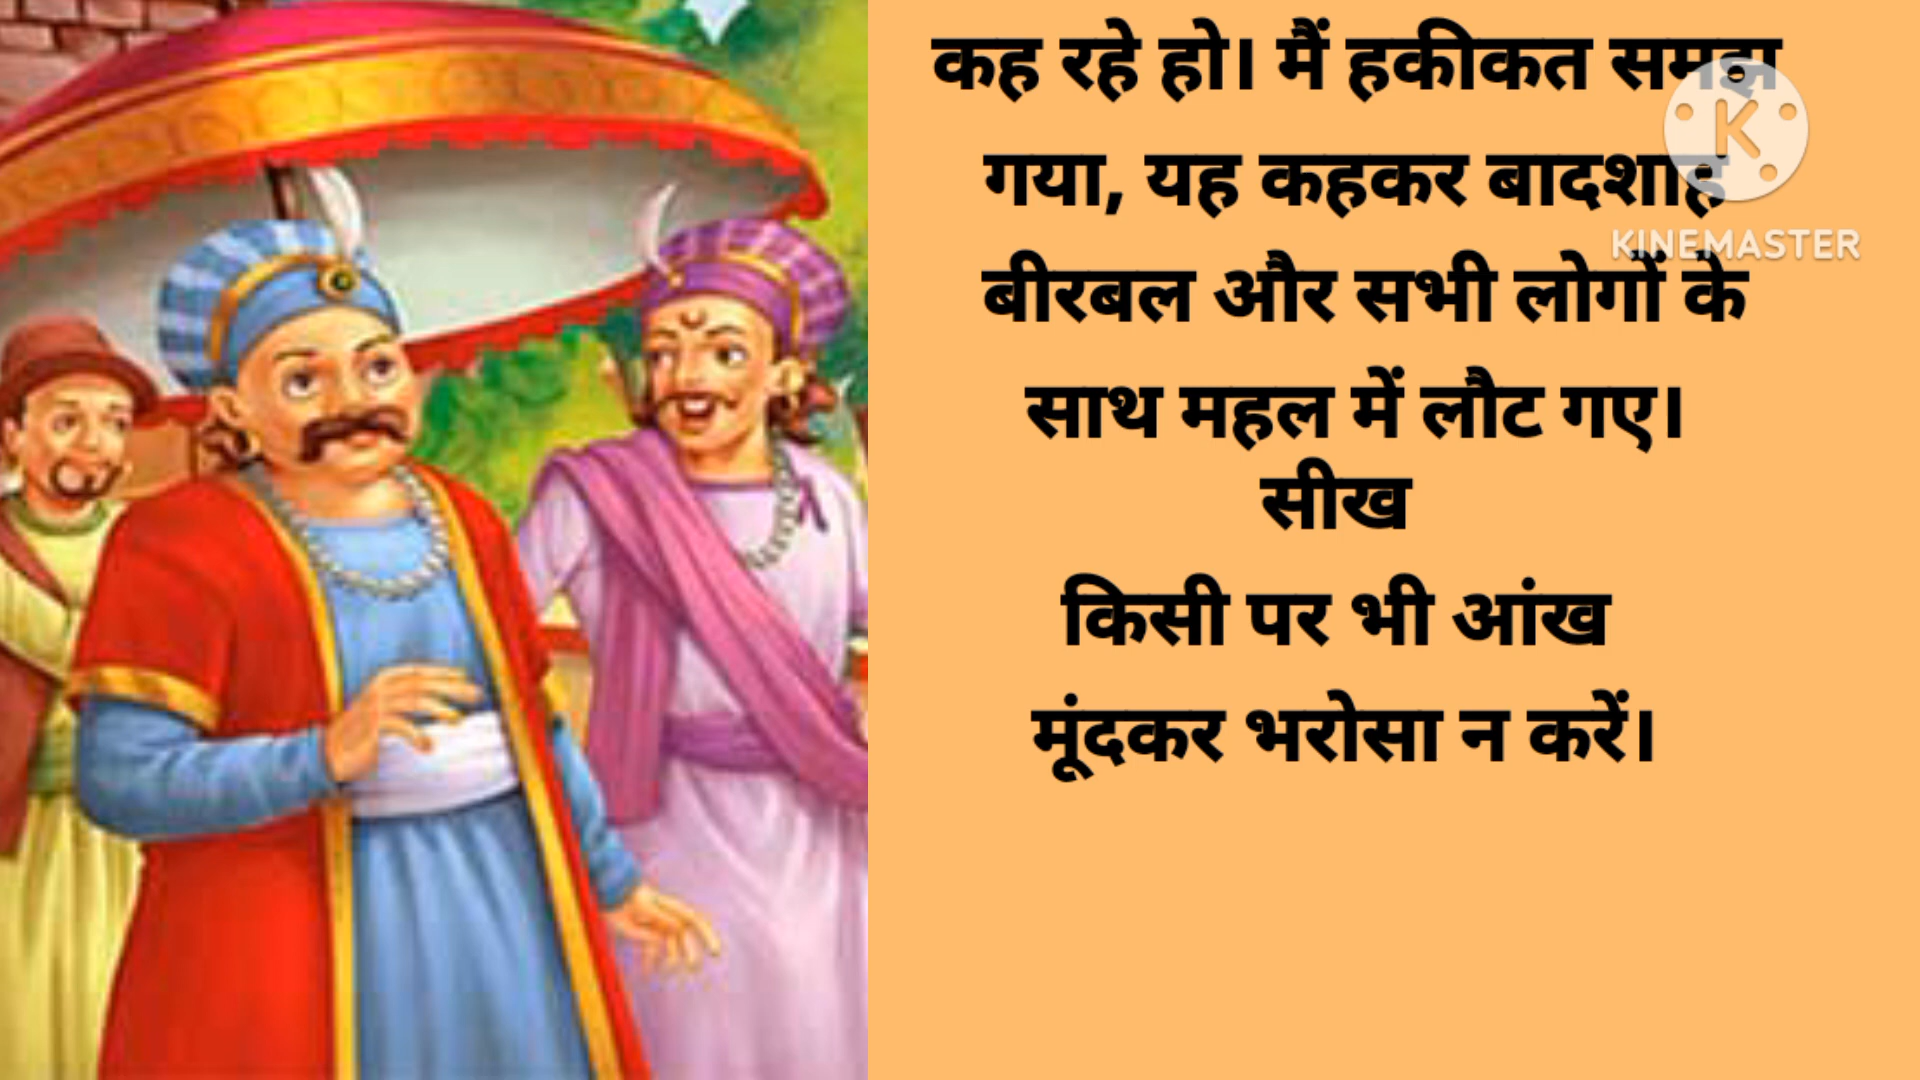 कह रहे हो। मैं हकीकत समझ
गया, यह कहकर बादशाह
बीरबल और सभी लोगों के
साथ महल में लौट गए।
सीख
किसी पर भी आंख
मूंदकर भरोसा न करें।
K
KINEMASTER